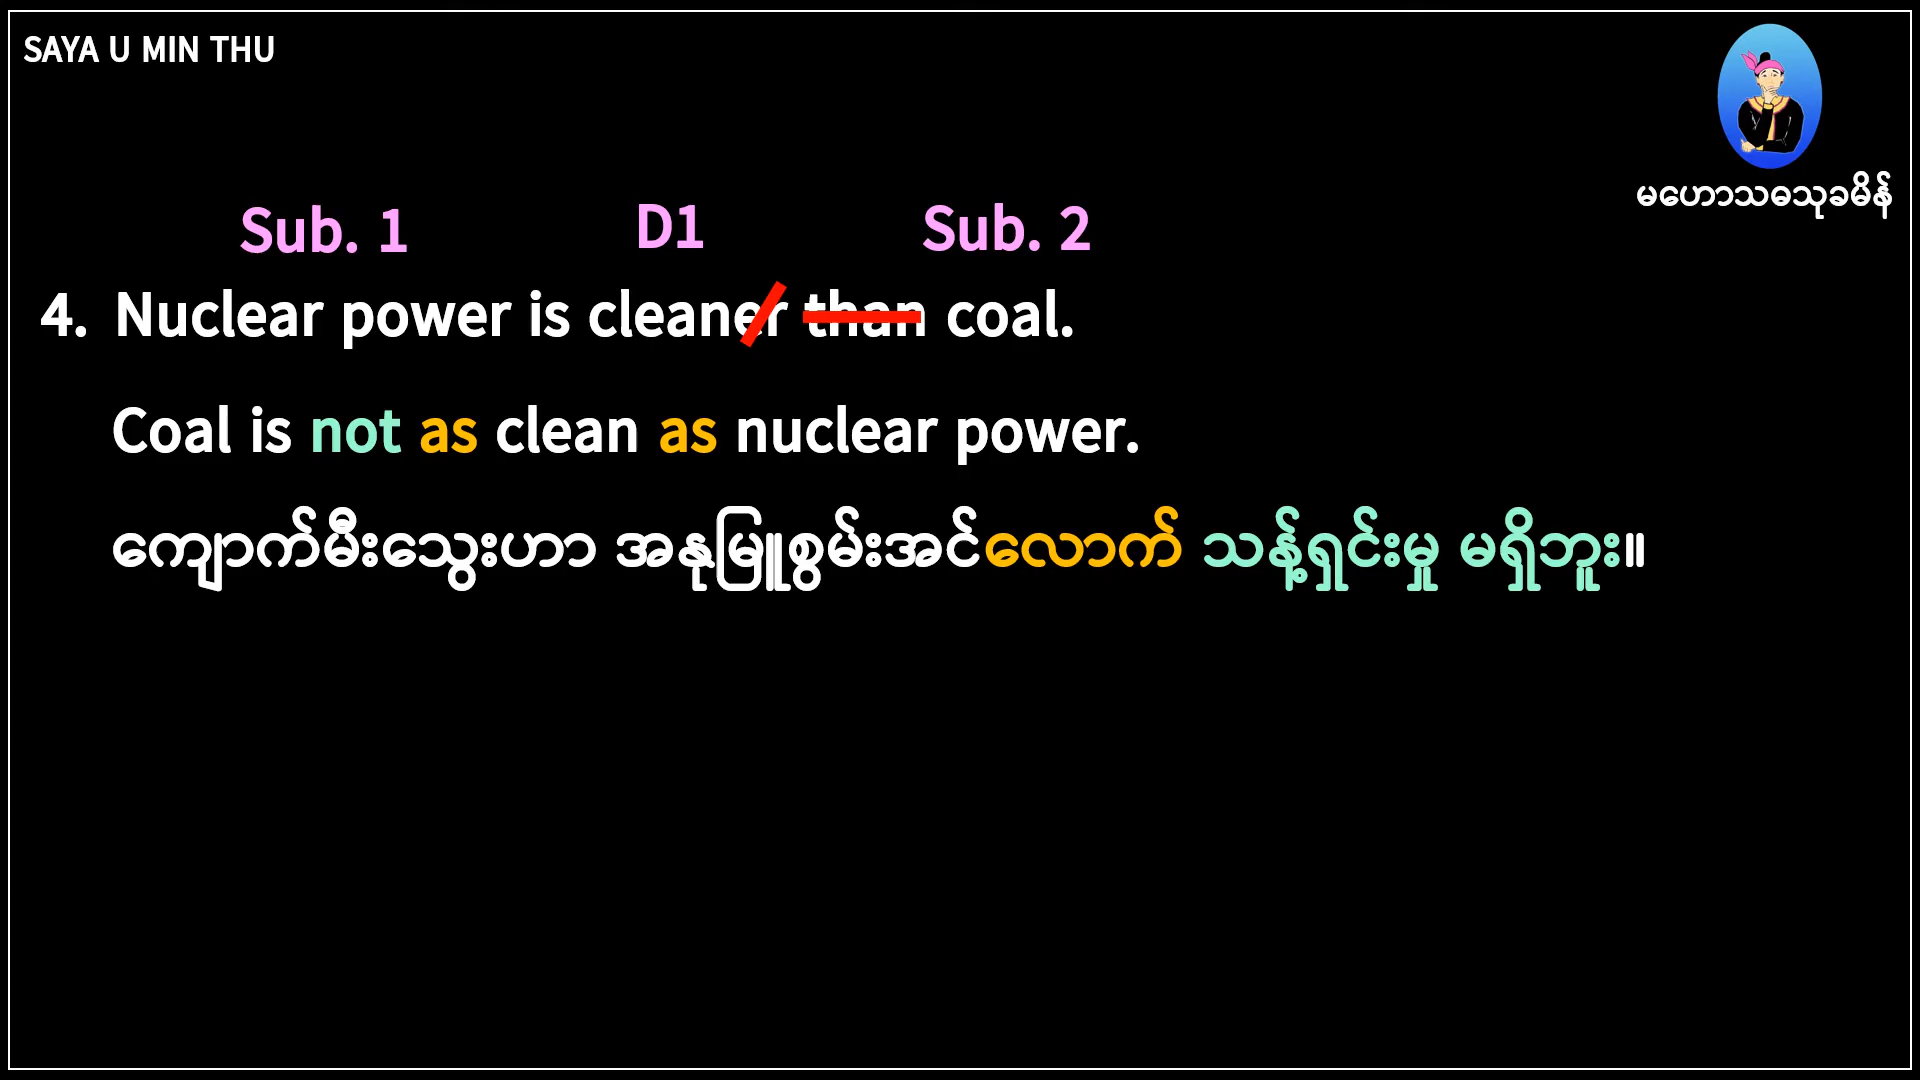 SAYA U MIN THU
မဟောသဓသုခမိန်
Sub. 1 D1 Sub. 2
4. Nuclear power is cleaner than coal.
Coal is not as clean as nuclear power.
ကျောက်မီးသွေးဟာ အနုမြူစွမ်းအင်လောက် သန့်ရှင်းမှု မရှိဘူး။